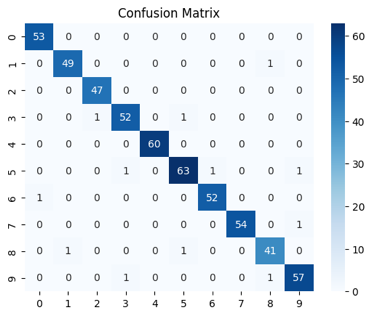 Confusion Matrix
0 53 0 0 0 0 0 0 0 0 0
1 0 49 0 0 0 0 0 0 1 0
2 0 0 47 0 0 0 0 0 0 0
3 0 0 1 52 0 1 0 0 0 0
4 0 0 0 0 60 0 0 0 0 0
5 0 0 0 1 0 63 1 0 0 1
6 1 0 0 0 0 0 52 0 0 0
7 0 0 0 0 0 0 0 54 0 1
8 0 1 0 0 0 1 0 0 41 0
9 0 0 0 1 0 0 0 0 1 57
0 1 2 3 4 5 6 7 8 9
60
50
40
30
20
10
0